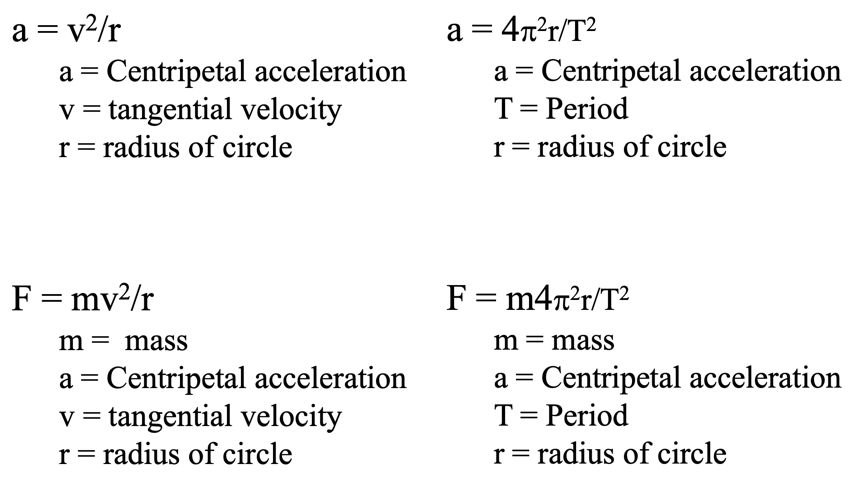 a = v²/r
a = Centripetal acceleration
v = tangential velocity
r = radius of circle
a = 4π²r/T²
a = Centripetal acceleration
T = Period
r = radius of circle
F = mv²/r
m =  mass
a = Centripetal acceleration
v = tangential velocity
r = radius of circle
F = m4π²r/T²
m = mass
a = Centripetal acceleration
T = Period
r = radius of circle